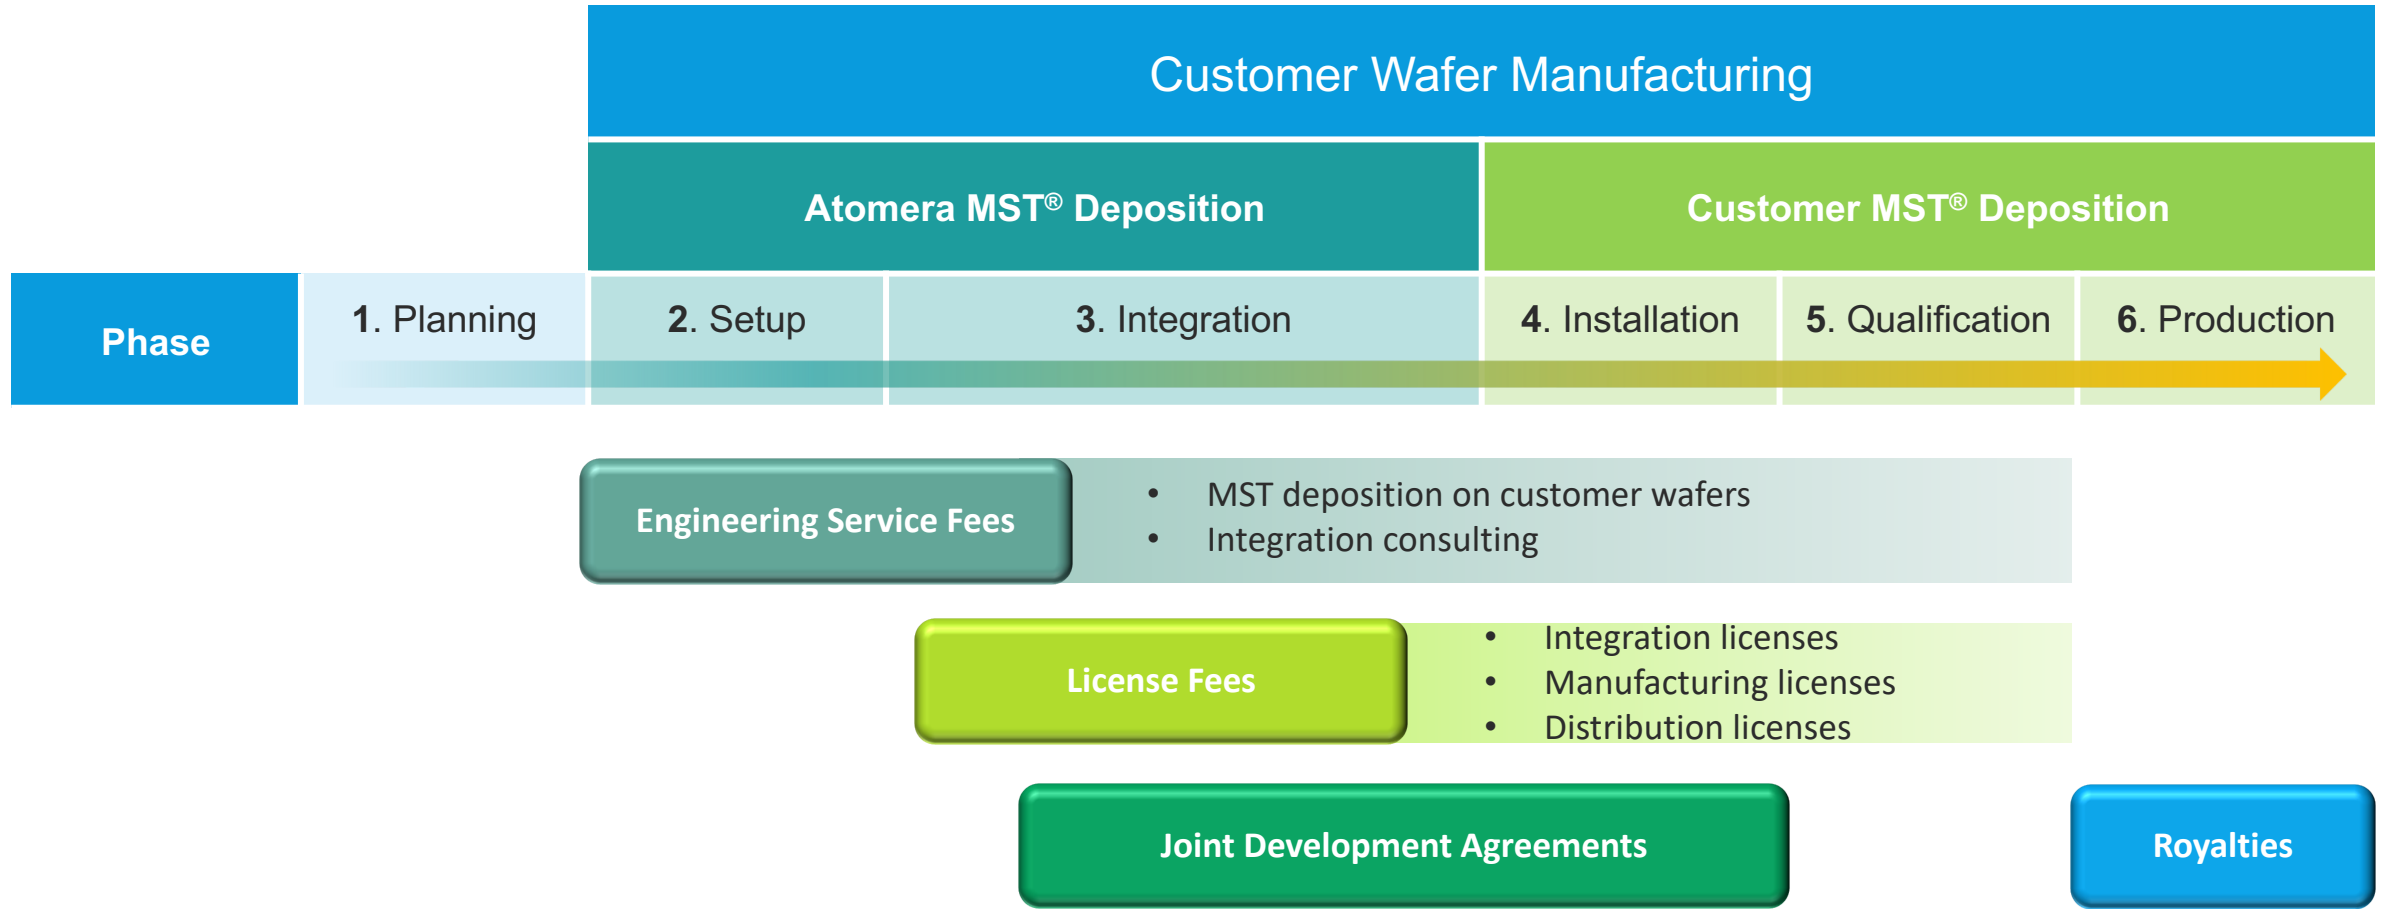 Customer Wafer Manufacturing
Atomera MST® Deposition
Customer MST® Deposition
Phase
1. Planning
2. Setup
3. Integration
4. Installation
5. Qualification
6. Production
Engineering Service Fees
• MST deposition on customer wafers
• Integration consulting
License Fees
• Integration licenses
• Manufacturing licenses
• Distribution licenses
Joint Development Agreements
Royalties